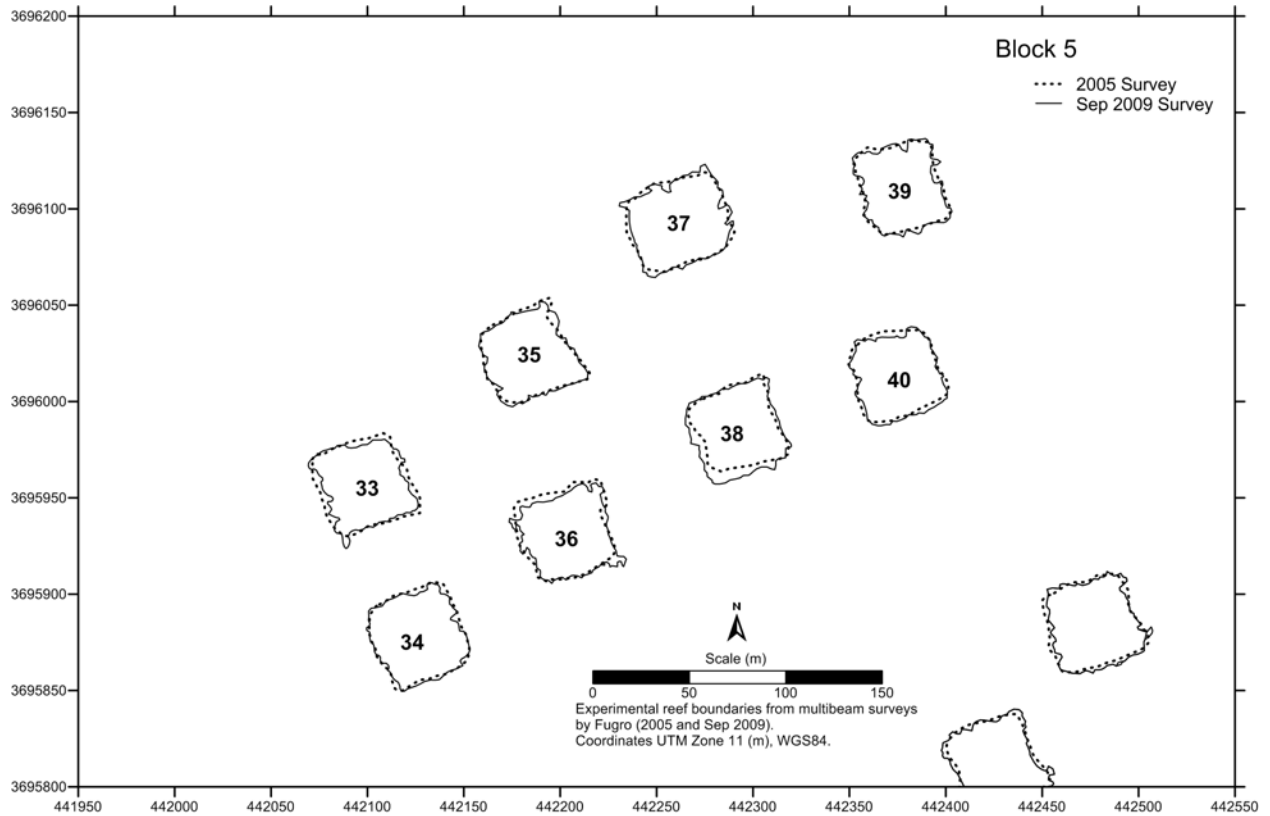 Block 5
2005 Survey
Sep 2009 Survey
3696200
3696150
3696100
3696050
3696000
3695950
3695900
3695850
3695800
39
37
35
40
38
33
36
34
N
Scale (m)
0 50 100 150
Experimental reef boundaries from multibeam surveys
by Fugro (2005 and Sep 2009).
Coordinates UTM Zone 11 (m), WGS84.
441950 442000 442050 442100 442150 442200 442250 442300 442350 442400 442450 442500 442550